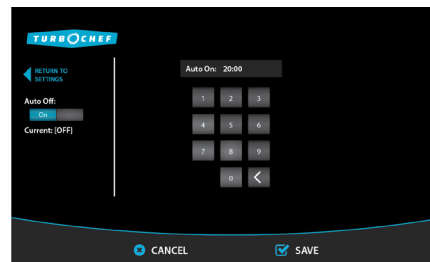 TURBOCHEF
RETURN TO
SETTINGS
Auto On: 20:00
Auto Off:
On
Current: [OFF]
1 2 3
4 5 6
7 8 9
0
CANCEL
SAVE